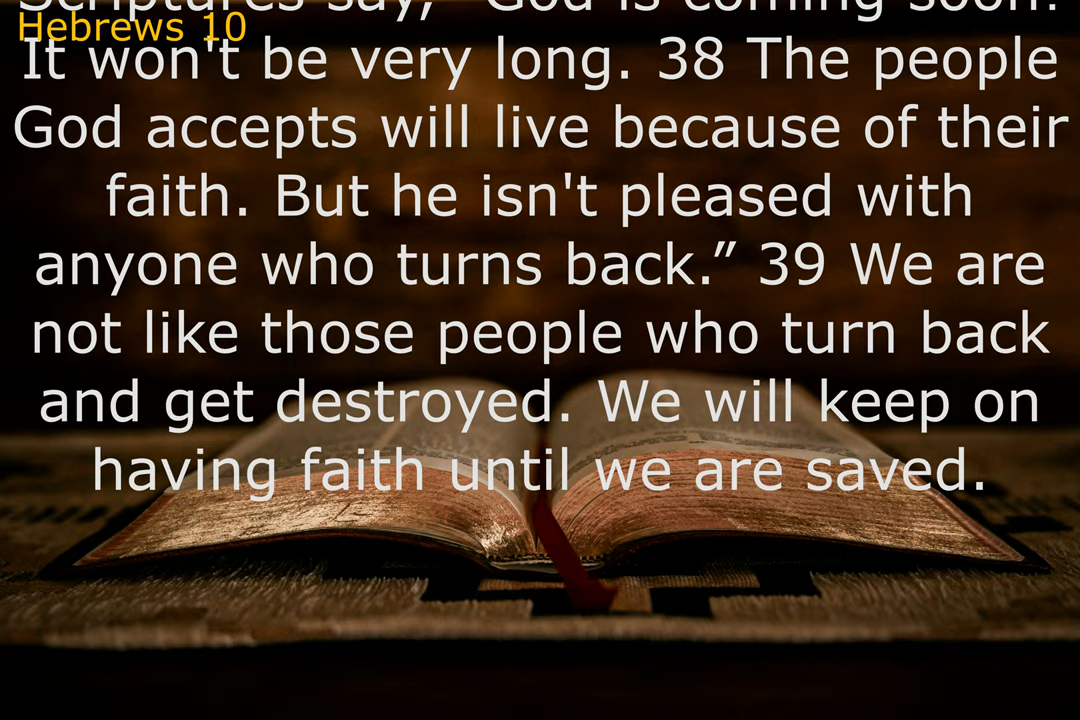 Scriptures say, “God is coming soon!
Hebrews 10
It won't be very long. 38 The people
God accepts will live because of their
faith. But he isn't pleased with
anyone who turns back.” 39 We are
not like those people who turn back
and get destroyed. We will keep on
having faith until we are saved.